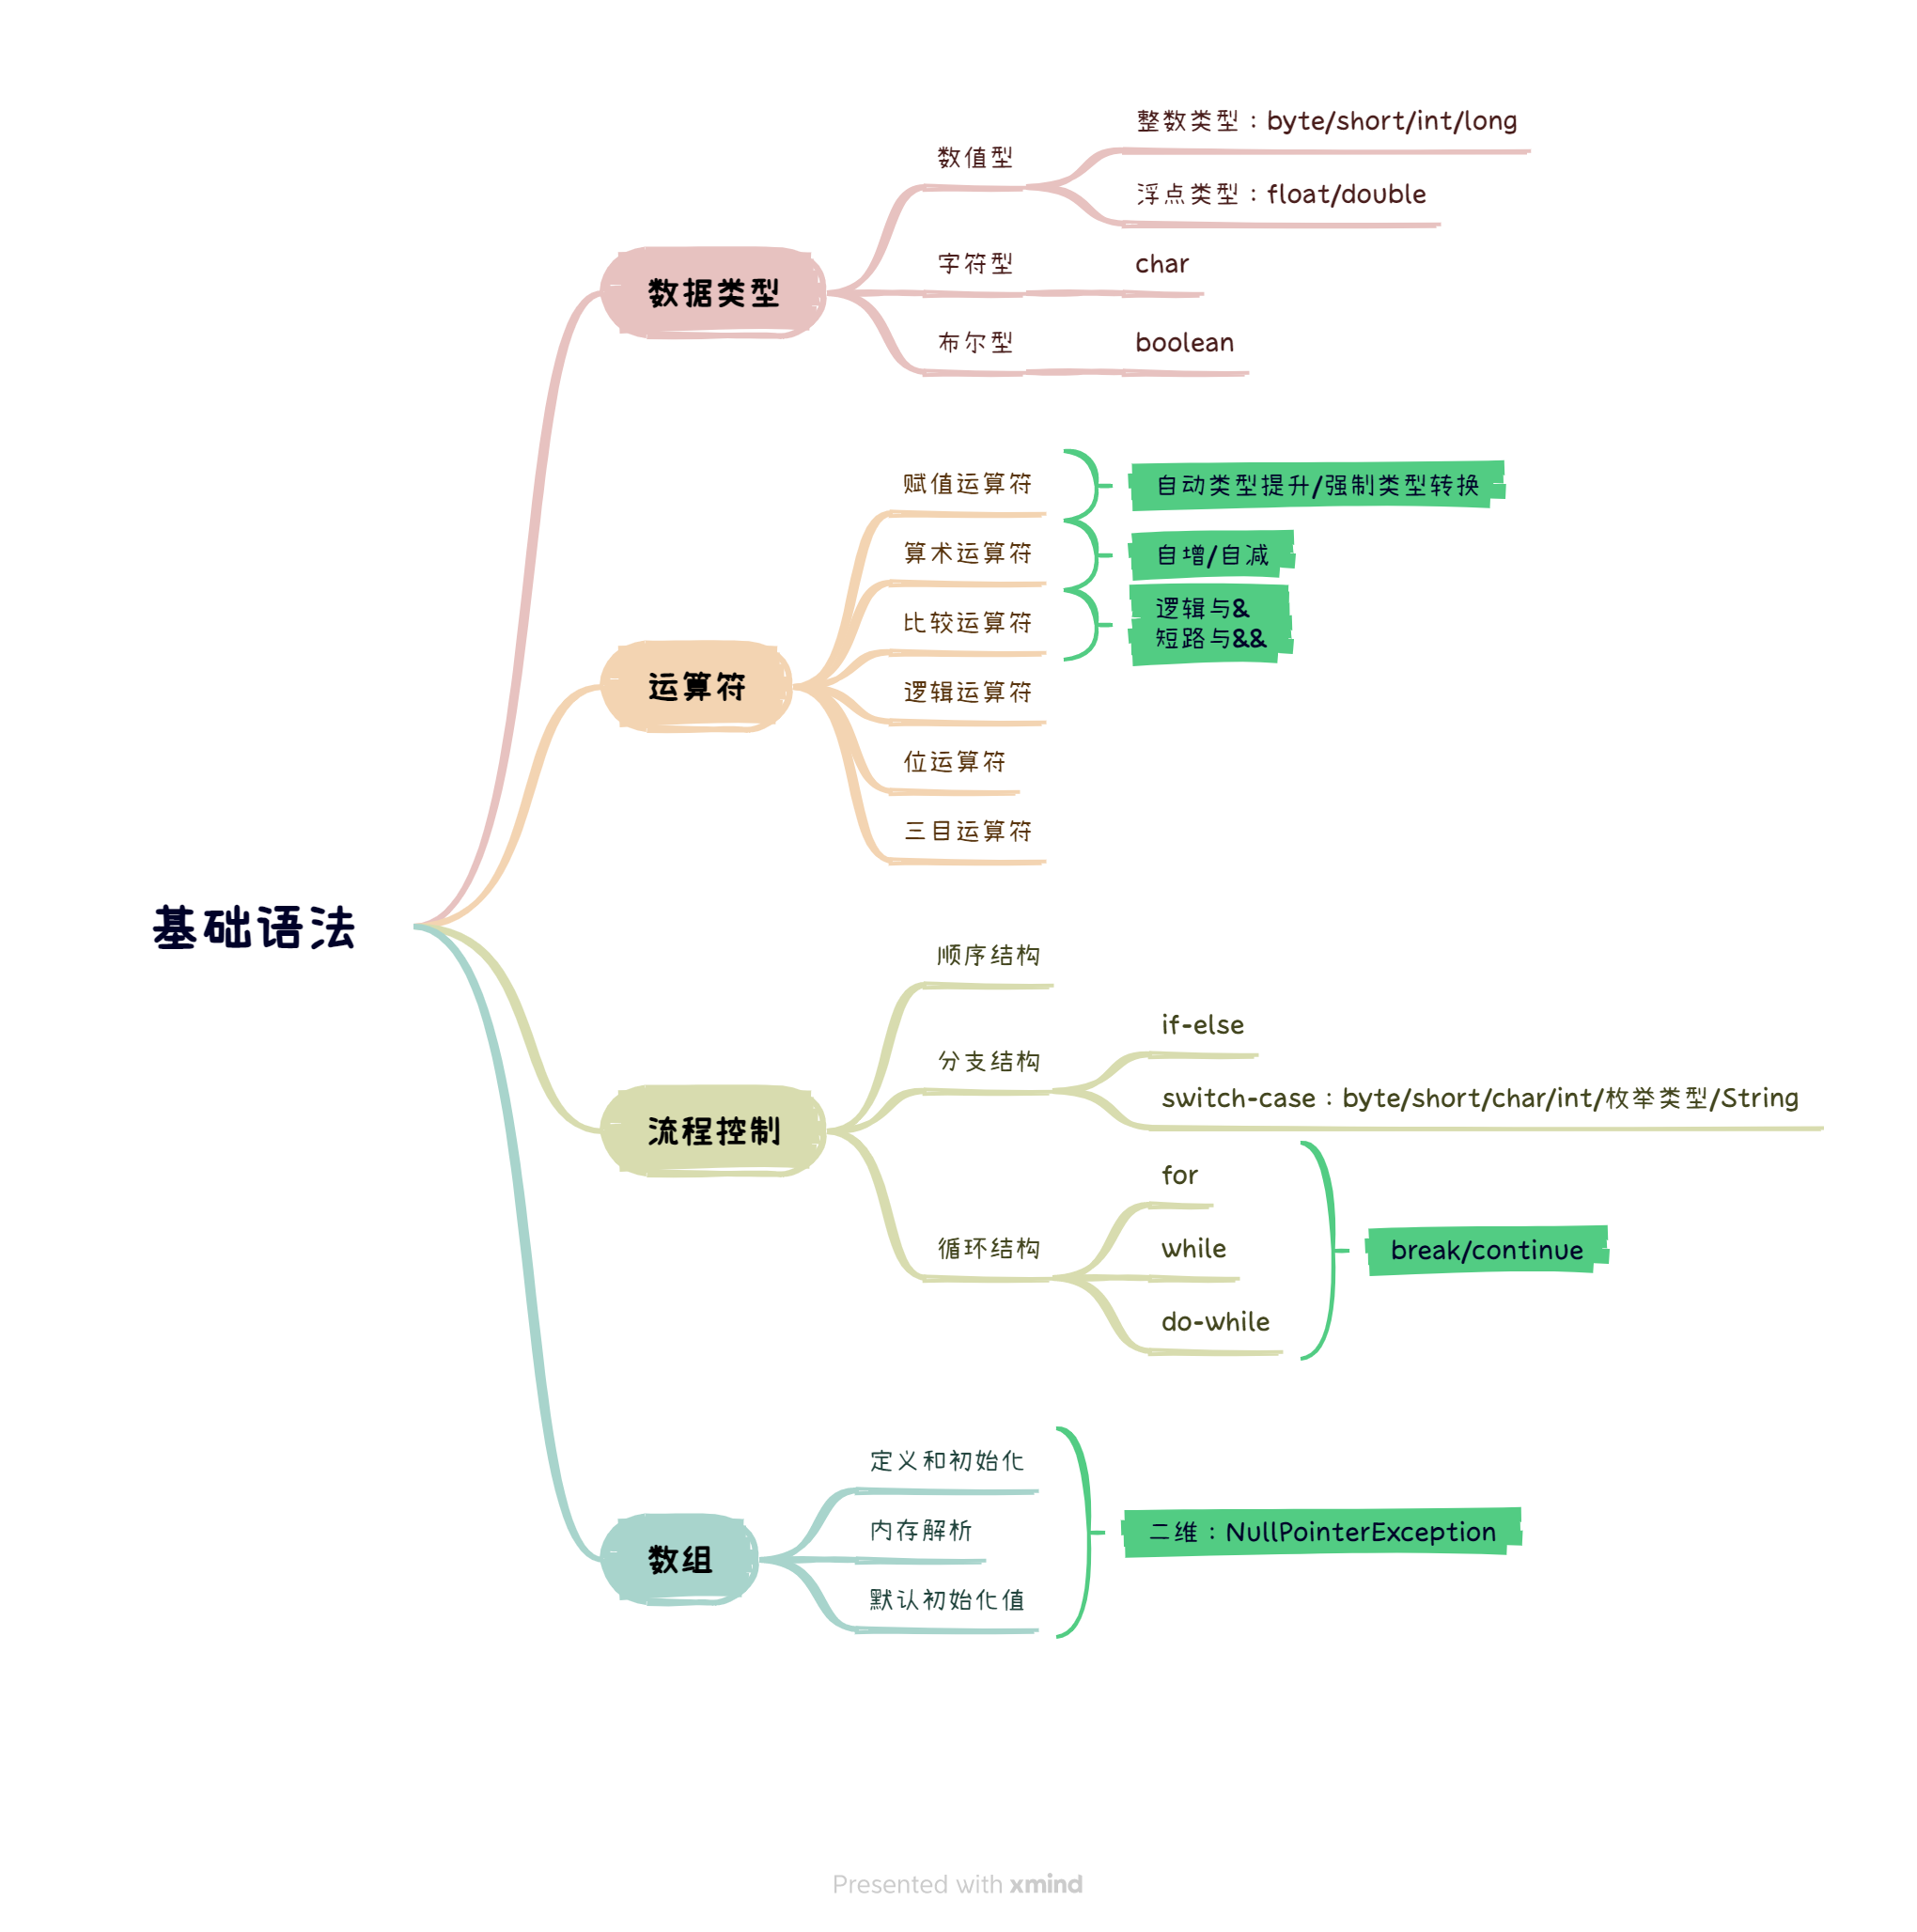 基础语法
数据类型
数值型
整数类型：byte/short/int/long
浮点类型：float/double
字符型
char
布尔型
boolean
运算符
赋值运算符
自动类型提升/强制类型转换
算术运算符
自增/自减
比较运算符
逻辑与&
短路与&&
逻辑运算符
位运算符
三目运算符
流程控制
顺序结构
分支结构
if-else
switch-case：byte/short/char/int/枚举类型/String
循环结构
for
while
do-while
break/continue
数组
定义和初始化
内存解析
默认初始化值
二维：NullPointerException
Presented with xmind